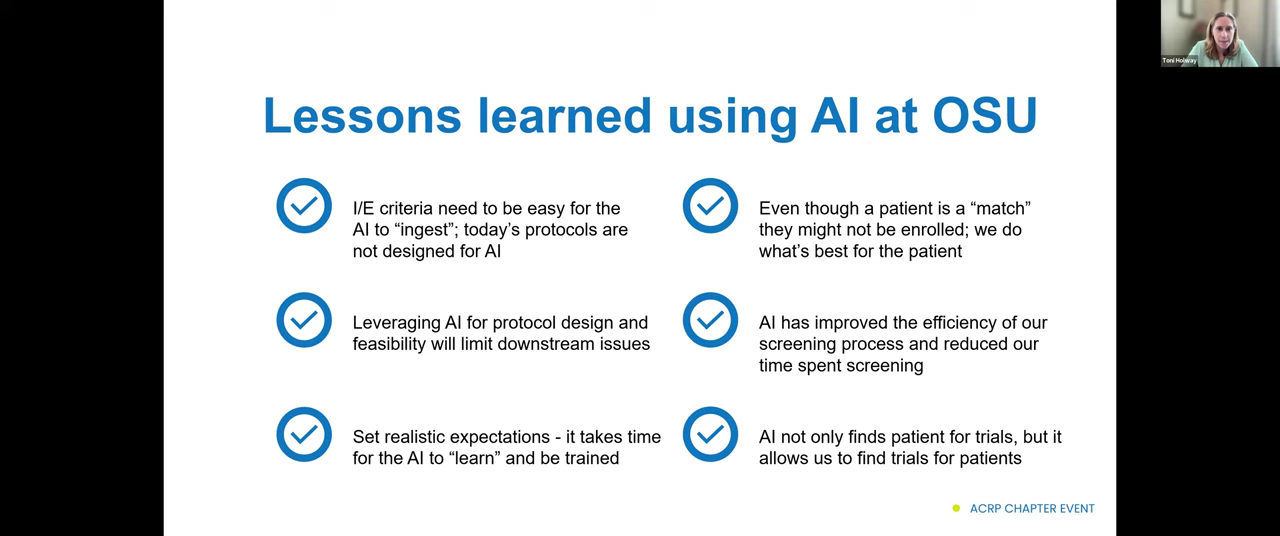 Toni Holway
Lessons learned using AI at OSU
I/E criteria need to be easy for the
AI to “ingest”; today’s protocols are
not designed for AI
Leveraging AI for protocol design and
feasibility will limit downstream issues
Set realistic expectations - it takes time
for the AI to “learn” and be trained
Even though a patient is a “match”
they might not be enrolled; we do
what’s best for the patient
AI has improved the efficiency of our
screening process and reduced our
time spent screening
AI not only finds patient for trials, but it
allows us to find trials for patients
ACRP CHAPTER EVENT